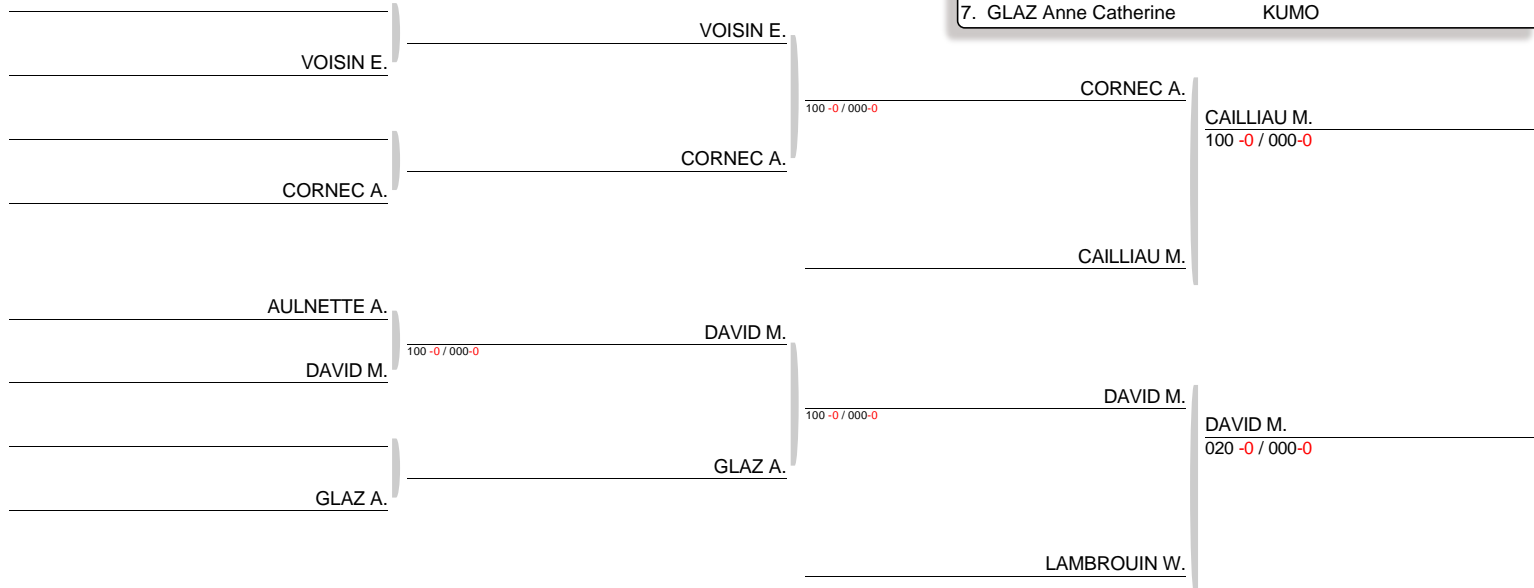 7. GLAZ Anne Catherine KUMO
VOISIN E.
VOISIN E.
CORNEC A.
100 -0 / 000-0
CAILLIAU M.
100 -0 / 000-0
CORNEC A.
CORNEC A.
CAILLIAU M.
AULNETTE A.
DAVID M.
100 -0 / 000-0
DAVID M.
DAVID M.
100 -0 / 000-0
DAVID M.
020 -0 / 000-0
GLAZ A.
GLAZ A.
LAMBROUIN W.